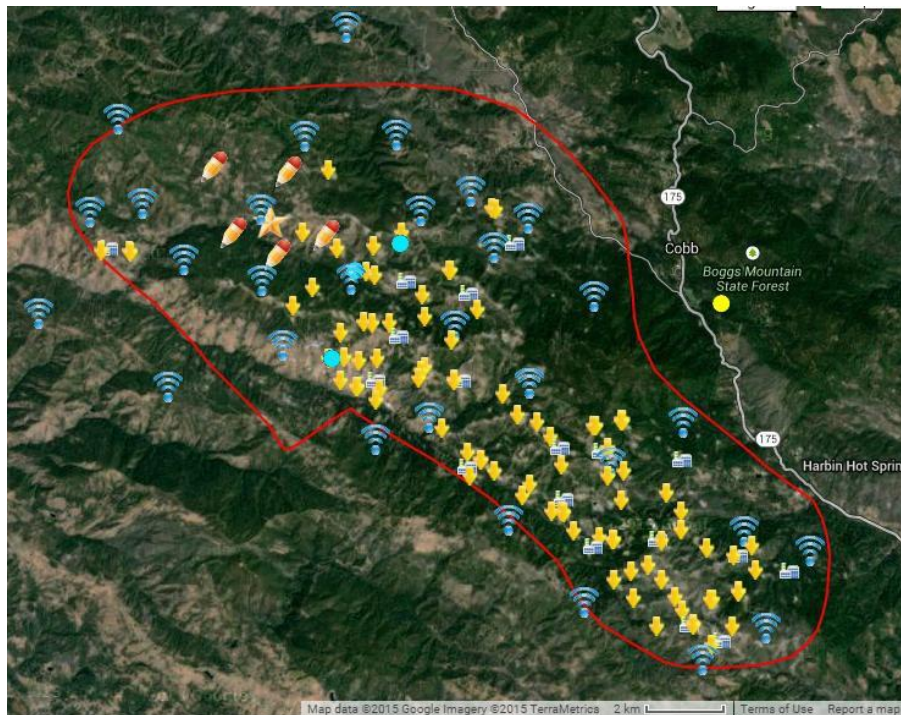 175
Cobb
Boggs Mountain
State Forest
175
Harbin Hot Sprin
Map data ©2015 Google Imagery ©2015 TerraMetrica
2 km
Terms of Use
Report a map